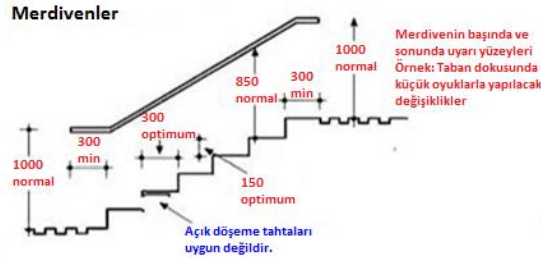 Merdivenler
Merdivenin başında ve
sonunda uyarı yüzeyleri
Örnek: Taban dokusunda
küçük oyuklarla yapılacak
değişiklikler
1000
normal
300
min
850
normal
300
optimum
300
min
1000
normal
150
optimum
Açık döşeme tahtaları
uygun değildir.